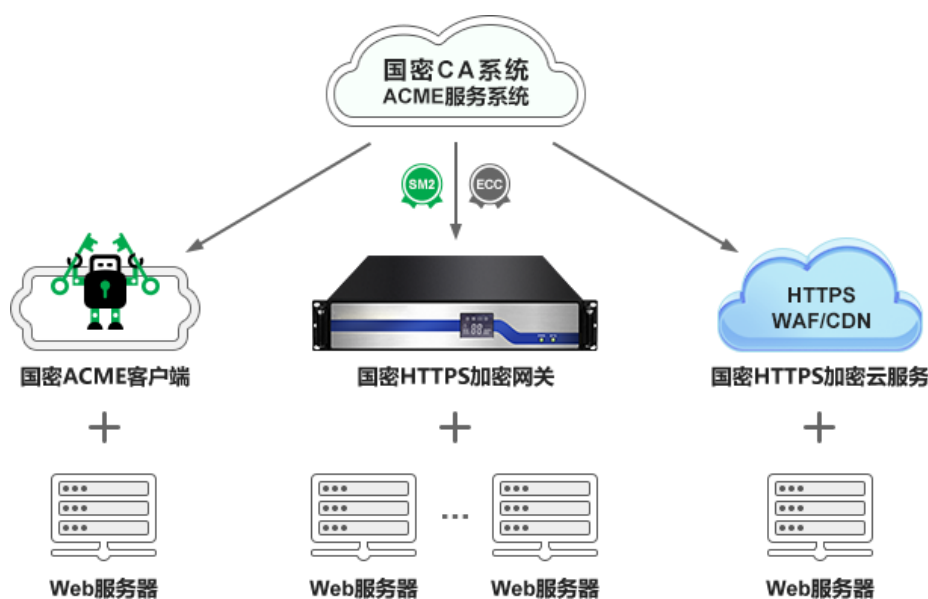 国密CA系统
ACME服务系统
SM2
ECC
HTTPS
WAF/CDN
国密ACME客户端
国密HTTPS加密网关
国密HTTPS加密云服务
+
+
+
...
Web服务器
Web服务器
Web服务器
Web服务器